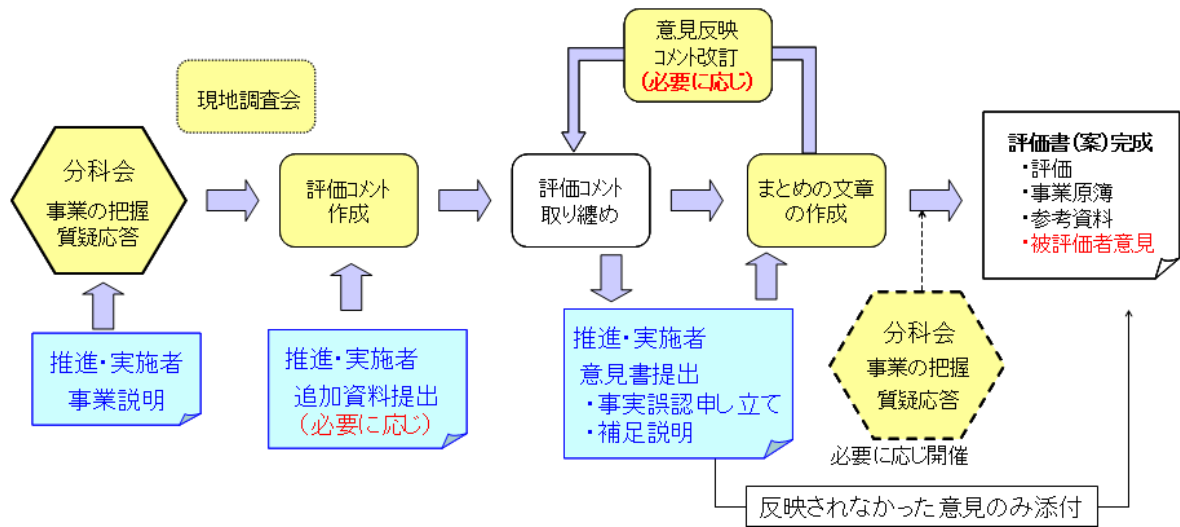 意見反映
コメント改訂
(必要に応じ)
現地調査会
分科会
事業の把握
質疑応答
評価コメント
作成
評価コメント
取り纏め
まとめの文章
の作成
評価書(案)完成
・評価
・事業原簿
・参考資料
・被評価者意見
推進・実施者
事業説明
推進・実施者
追加資料提出
(必要に応じ)
推進・実施者
意見書提出
・事実誤認申し立て
・補足説明
分科会
事業の把握
質疑応答
必要に応じ開催
反映されなかった意見のみ添付